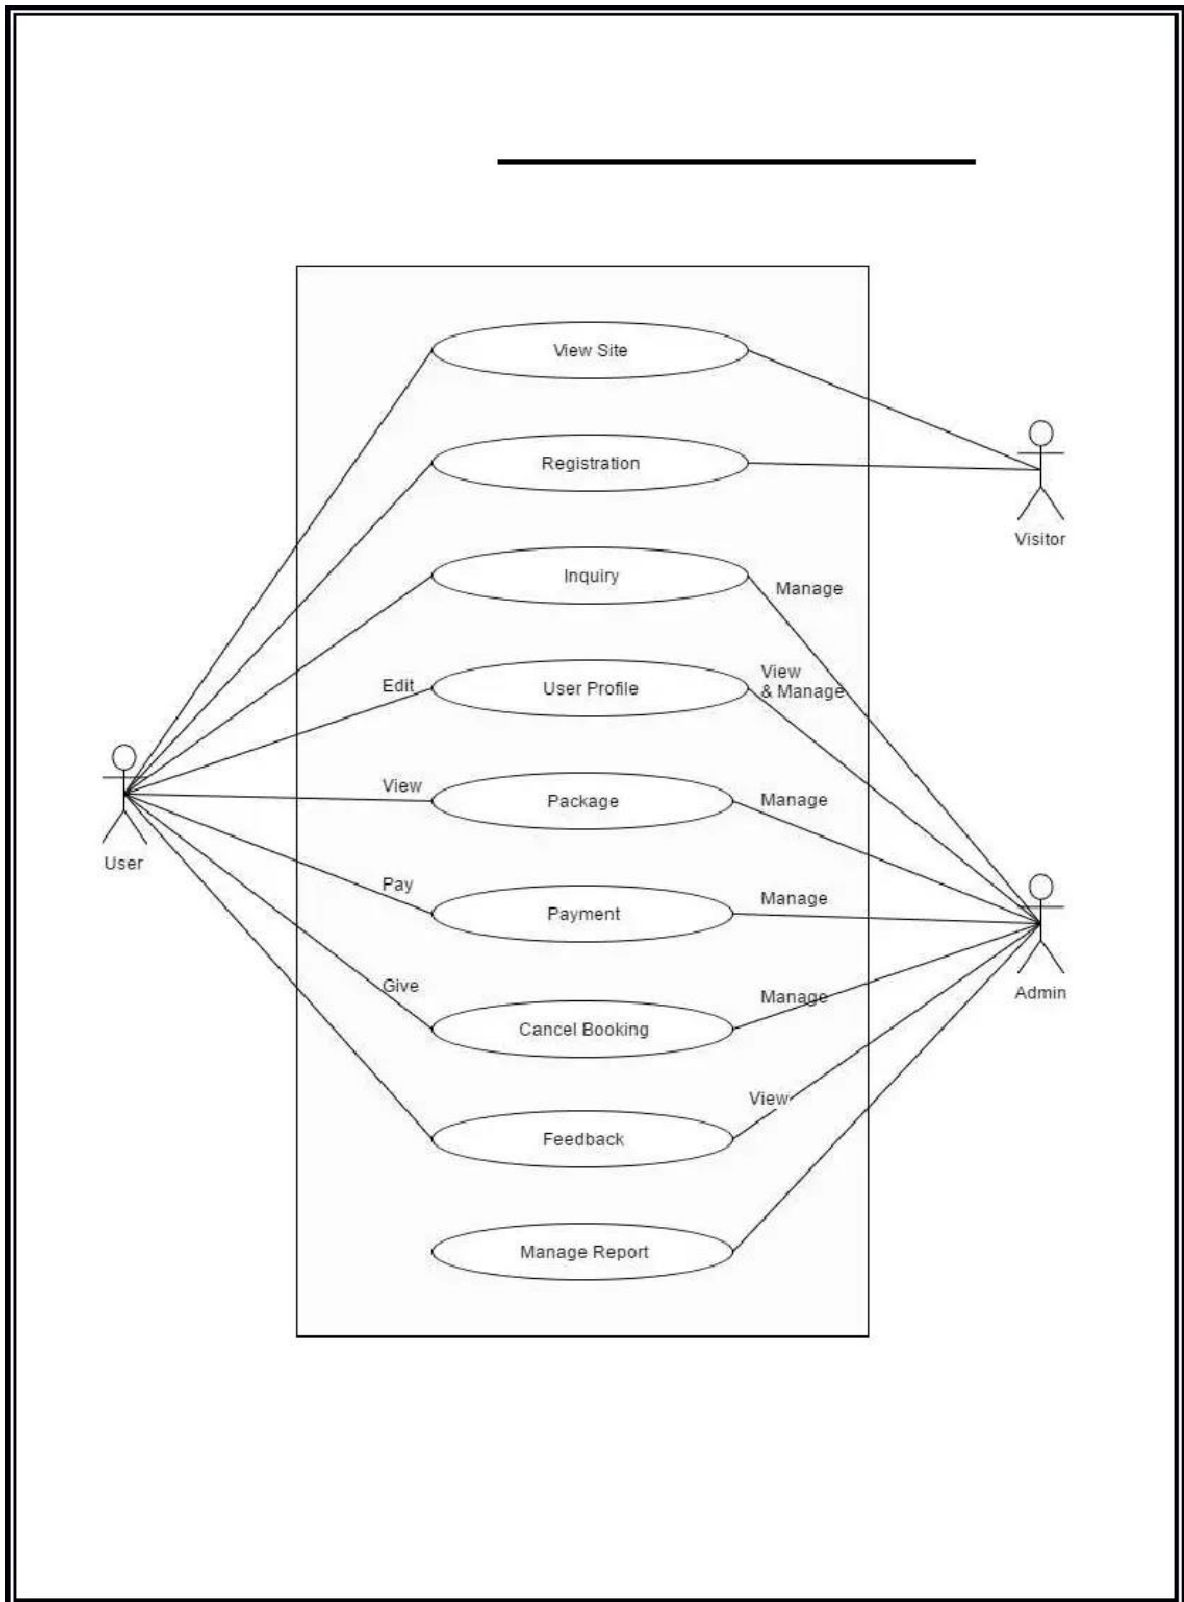 View Site
Registration
Visitor
Inquiry
Manage
Edit
User Profile
View
& Manage
View
Package
Manage
User
Pay
Payment
Manage
Give
Cancel Booking
Manage
Admin
View
Feedback
Manage Report